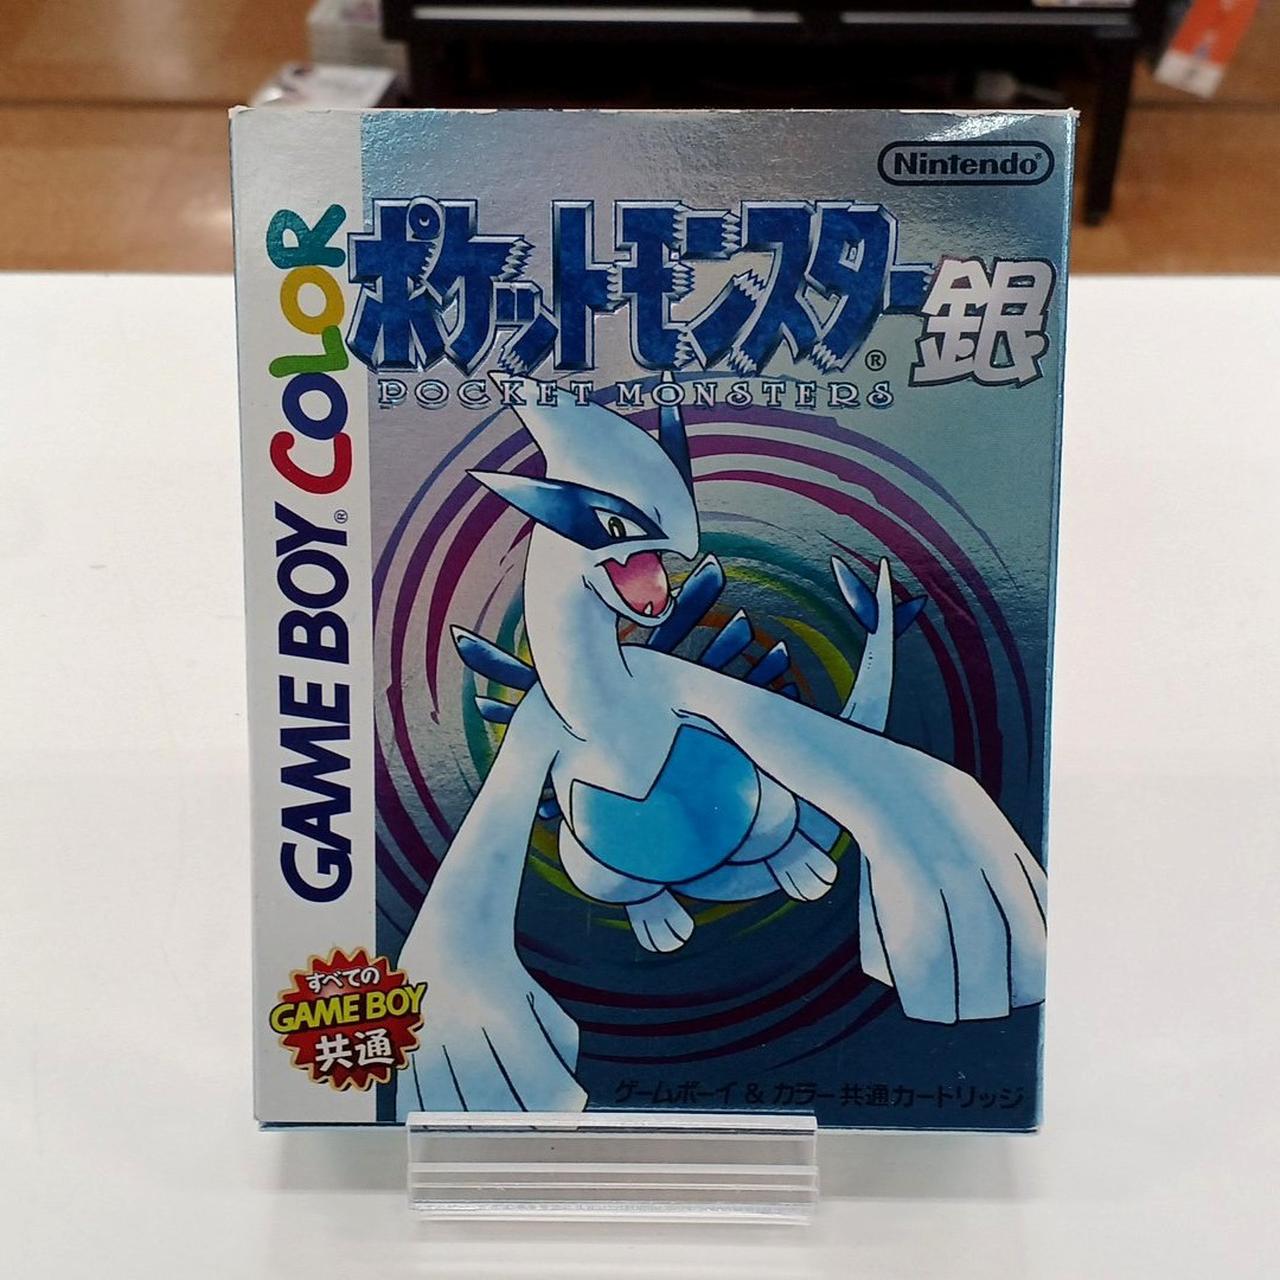 Nintendo®
ポケットモンスター®
銀
POCKET MONSTERS
GAME BOY® COLOR
すべての
GAME BOY
共通
ゲームボーイ & カラー共通カートリッジ